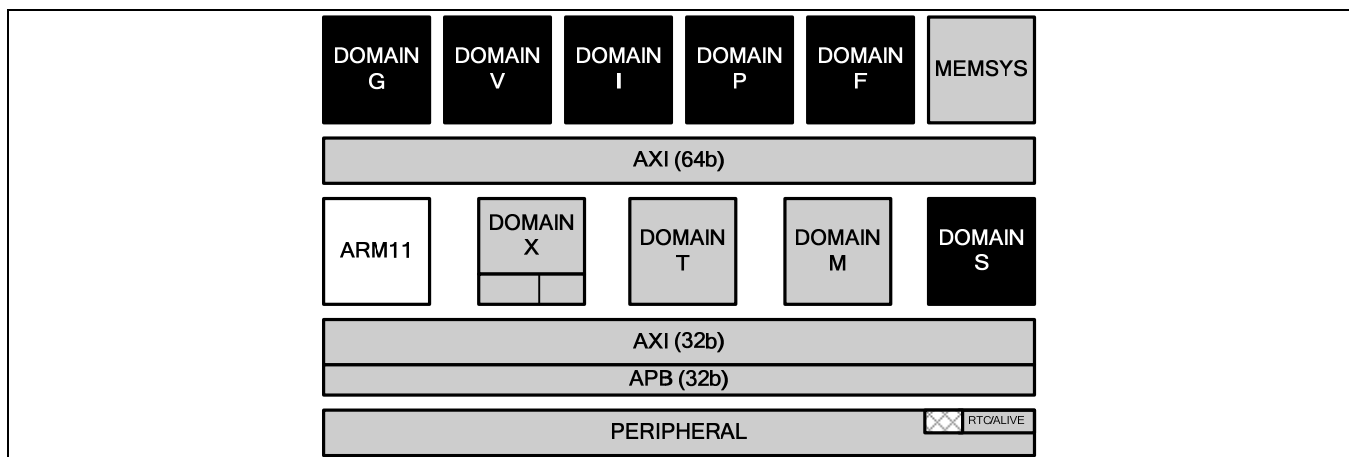 DOMAIN
G
DOMAIN
V
DOMAIN
I
DOMAIN
P
DOMAIN
F
MEMSYS
AXI (64b)
ARM11
DOMAIN
X
DOMAIN
T
DOMAIN
M
DOMAIN
S
AXI (32b)
APB (32b)
PERIPHERAL
RTC/ALIVE